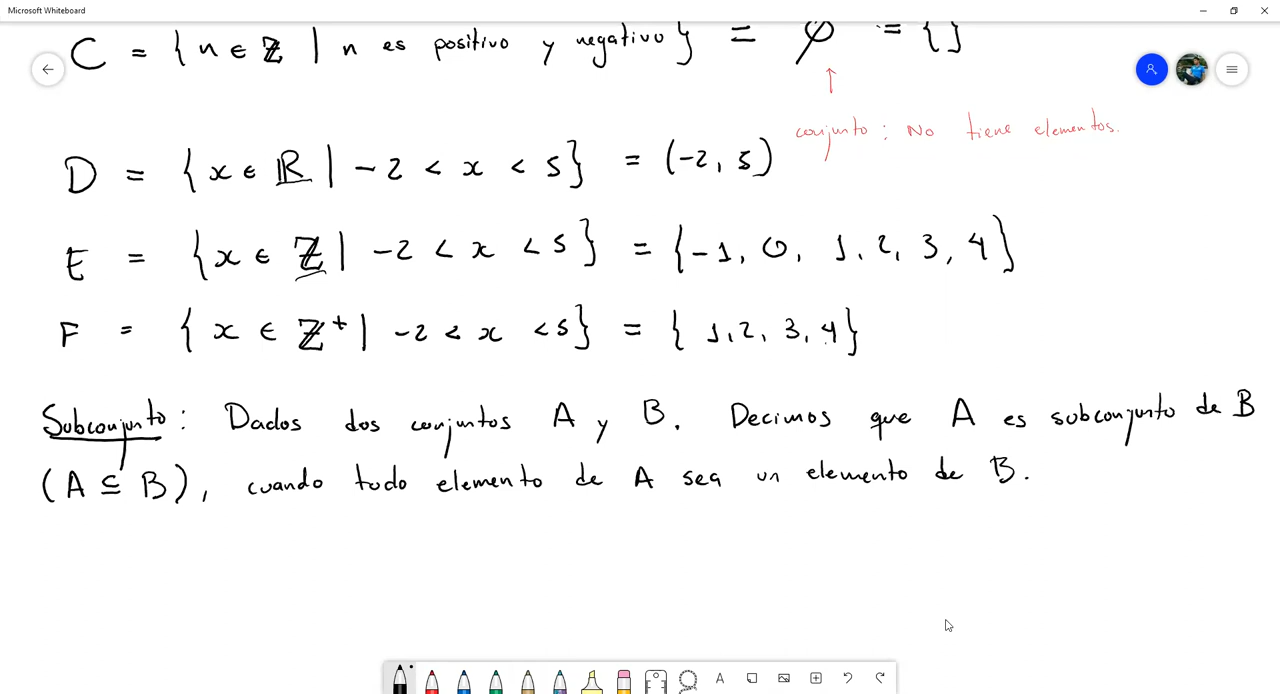 Microsoft Whiteboard
C = {n ∈ ℤ | n es positivo y negativo} = ∅ = {}
conjunto: No tiene elementos.
D = {x ∈ ℝ | -2 < x < 5} = (-2, 5)
E = {x ∈ ℤ | -2 < x < 5} = {-1, 0, 1, 2, 3, 4}
F = {x ∈ ℤ⁺ | -2 < x < 5} = {1, 2, 3, 4}
Subconjunto: Dados dos conjuntos A y B. Decimos que A es subconjunto de B
(A ⊆ B), cuando todo elemento de A sea un elemento de B.